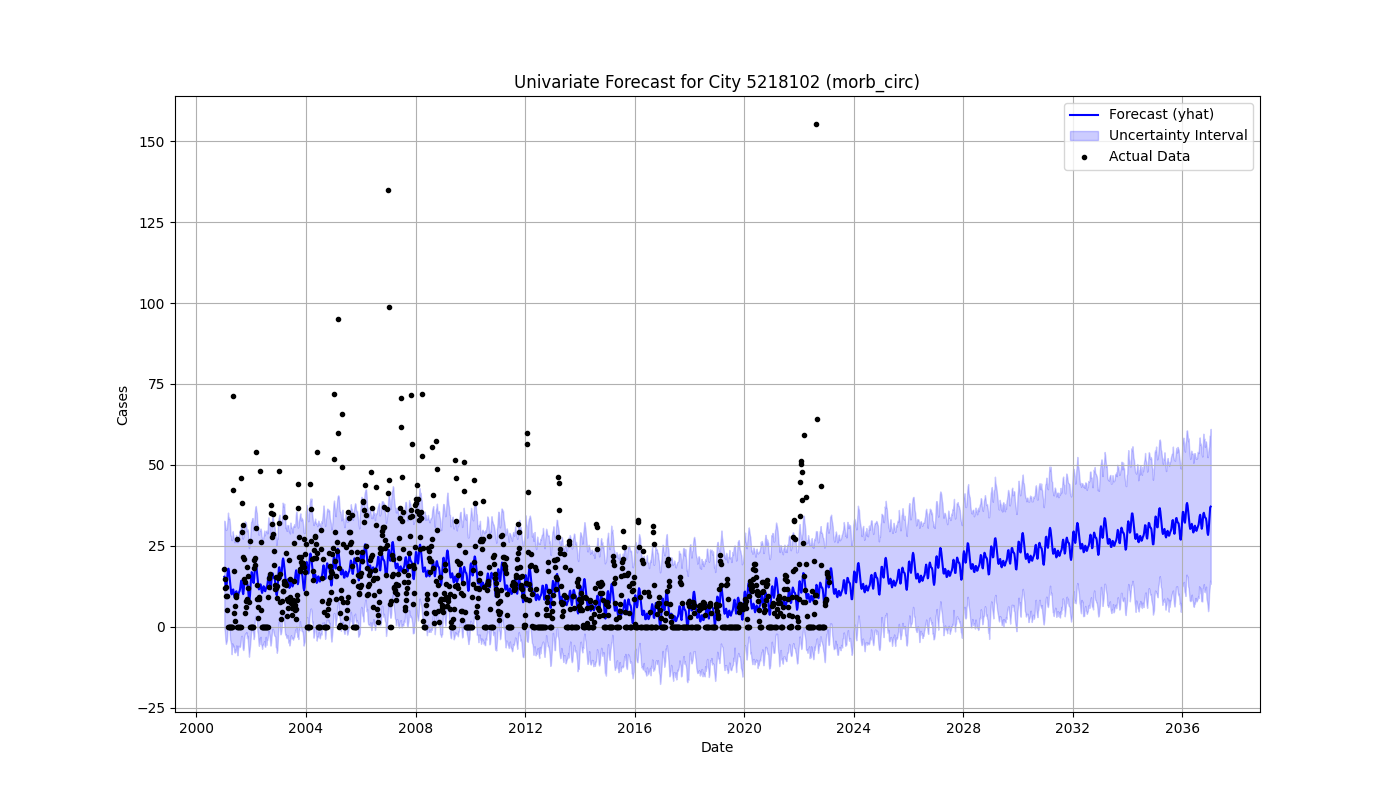 Univariate Forecast for City 5218102 (morb_circ)
Forecast (yhat)
Uncertainty Interval
Actual Data
150
125
100
75
50
25
0
−25
Cases
2000 2004 2008 2012 2016 2020 2024 2028 2032 2036
Date